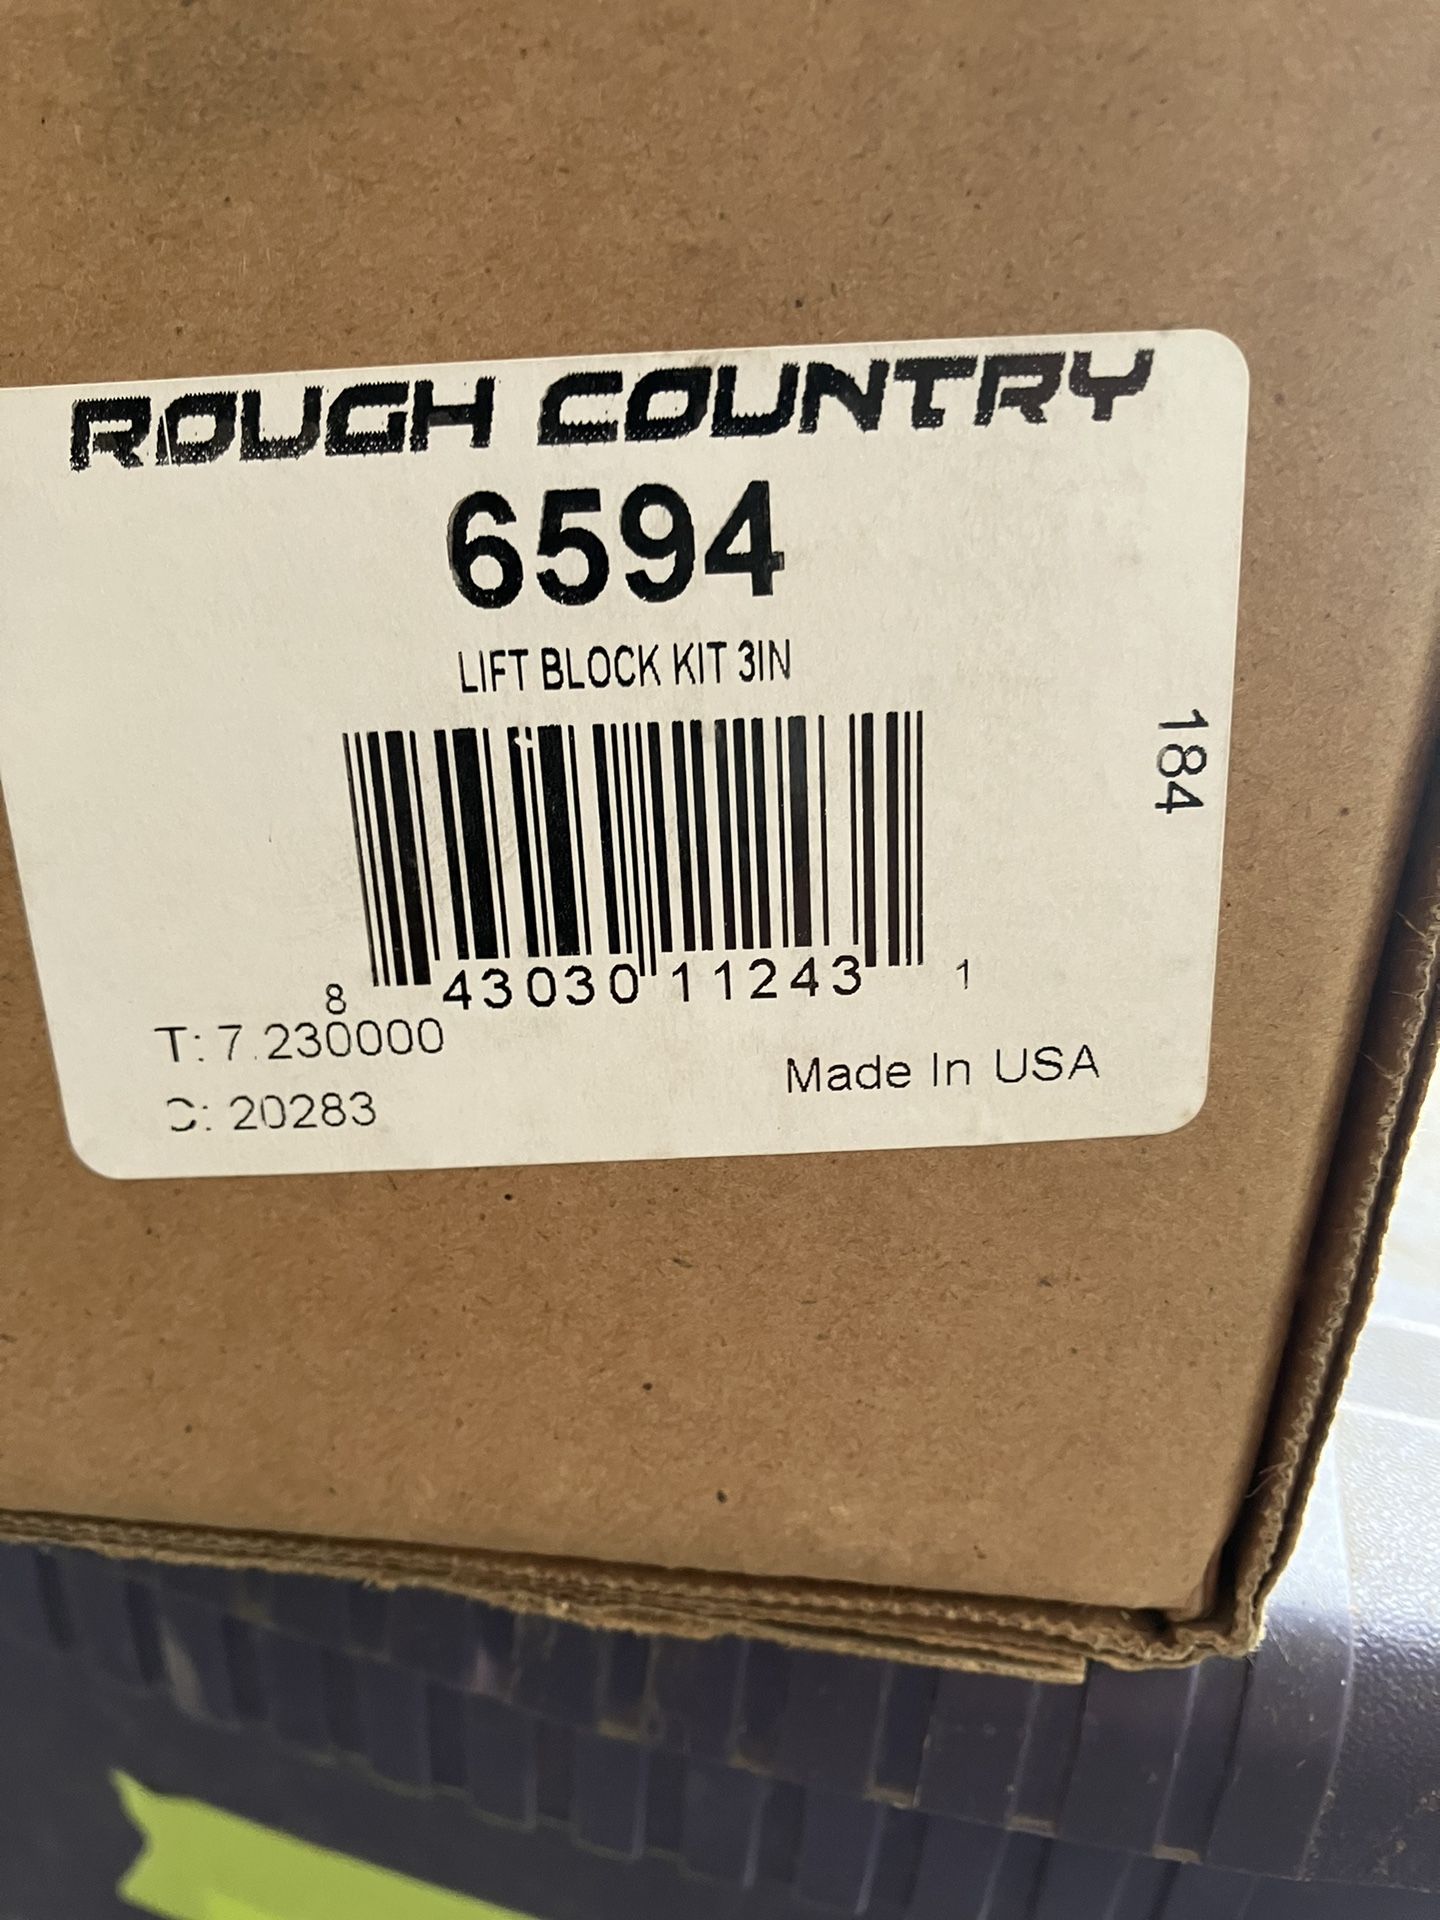 ROUGH COUNTRY
6594
LIFT BLOCK KIT 3IN
184
8 43030 11243 1
T: 7.230000
Made In USA
C: 20283